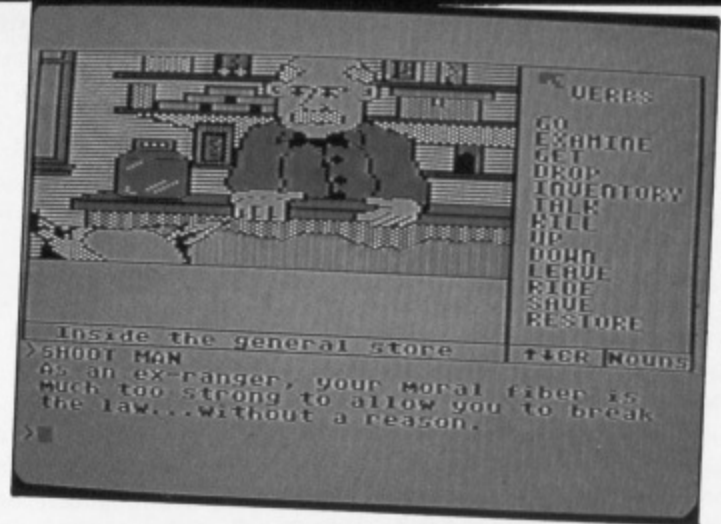 VERBS
GO
EXAMINE
GET
DROP
INVENTORY
TALK
KILL
UP
DOWN
LEAVE
RIDE
SAVE
RESTORE
Inside the general store
↑↓CR Nouns
>SHOOT MAN
As an ex-ranger, your moral fiber is
much too strong to allow you to break
the law...without a reason.
>